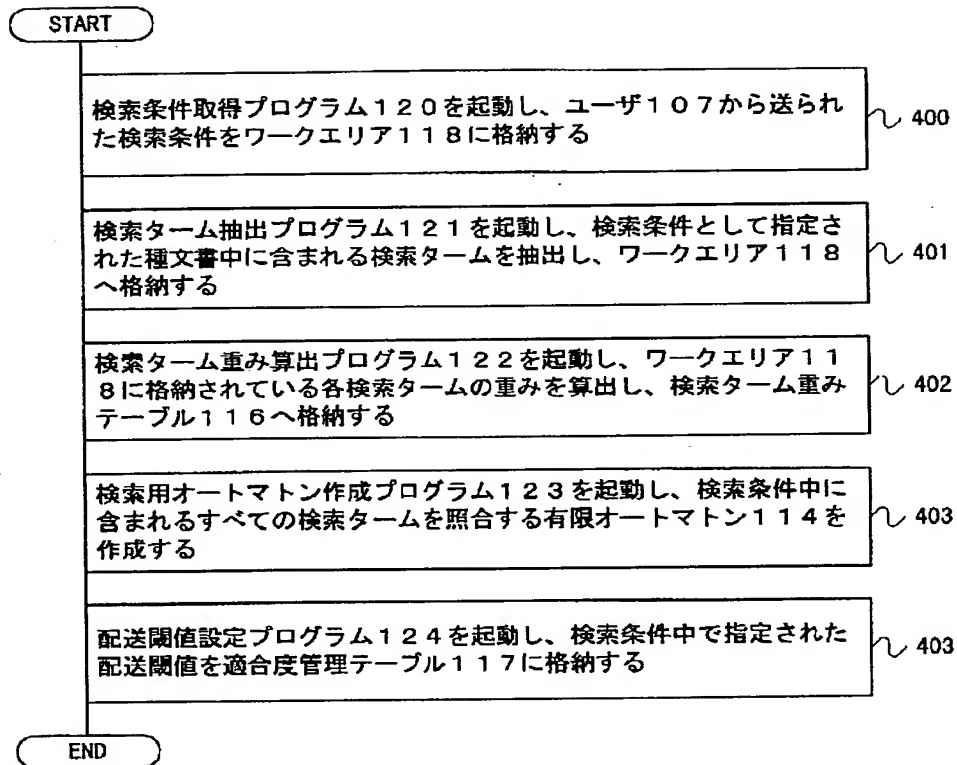 START
検索条件取得プログラム120を起動し、ユーザ107から送られ
た検索条件をワークエリア118に格納する
400
検索ターム抽出プログラム121を起動し、検索条件として指定さ
れた種文書中に含まれる検索タームを抽出し、ワークエリア118
へ格納する
401
検索ターム重み算出プログラム122を起動し、ワークエリア11
8に格納されている各検索タームの重みを算出し、検索ターム重み
テーブル116へ格納する
402
検索用オートマトン作成プログラム123を起動し、検索条件中に
含まれるすべての検索タームを照合する有限オートマトン114を
作成する
403
配送閾値設定プログラム124を起動し、検索条件中で指定された
配送閾値を適合度管理テーブル117に格納する
403
END